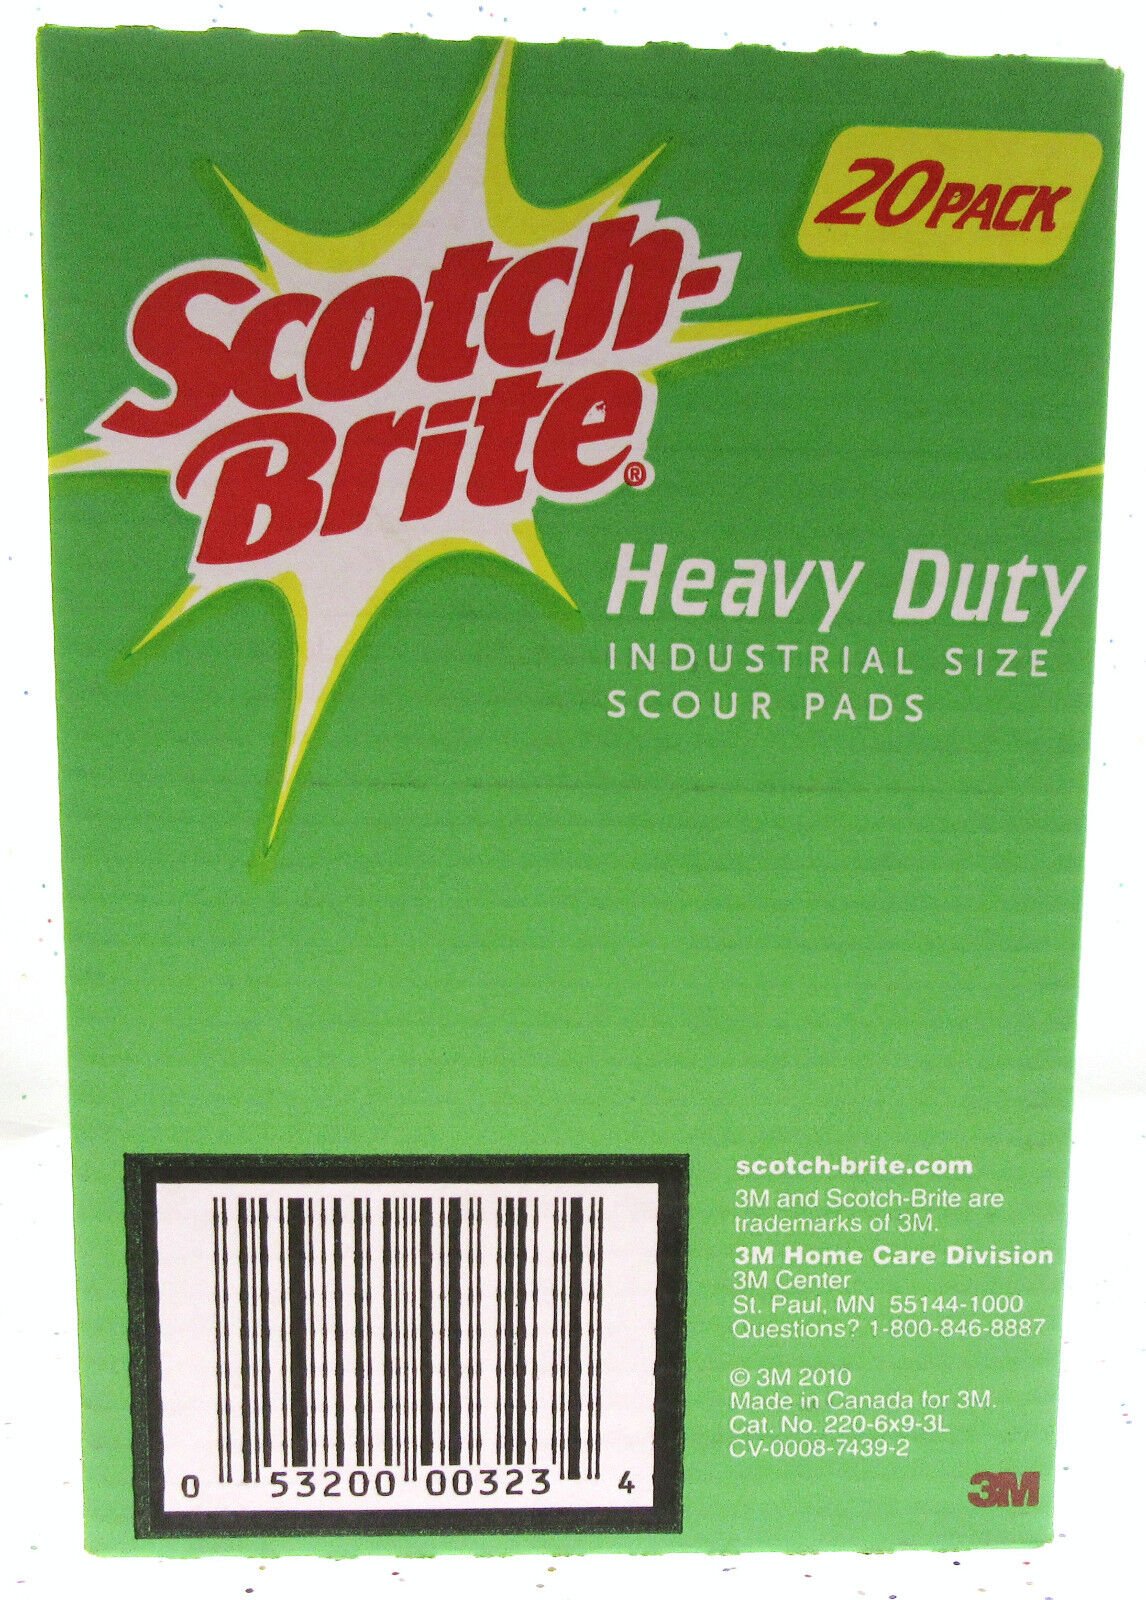 20 PACK
Scotch-
Brite®
Heavy Duty
INDUSTRIAL SIZE
SCOUR PADS
scotch-brite.com
3M and Scotch-Brite are
trademarks of 3M.
3M Home Care Division
3M Center
St. Paul, MN 55144-1000
Questions? 1-800-846-8887
© 3M 2010
Made in Canada for 3M.
Cat. No. 220-6x9-3L
CV-0008-7439-2
3M
0 53200 00323 4